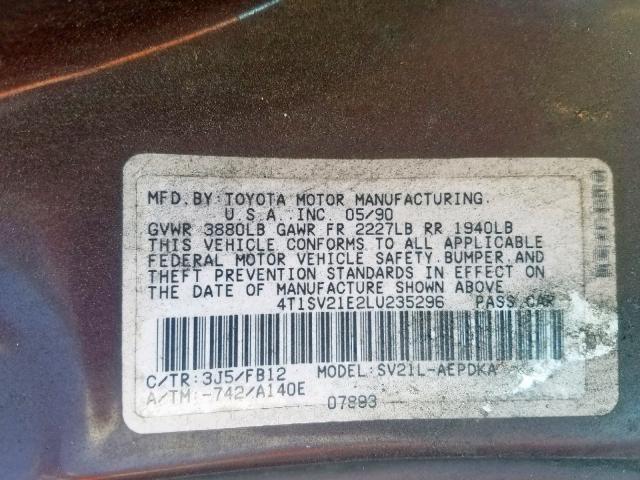 MFD. BY: TOYOTA MOTOR MANUFACTURING.
U.S.A. INC. 05/90
GVWR 3880LB GAWR FR 2227LB RR 1940LB
THIS VEHICLE CONFORMS TO ALL APPLICABLE
FEDERAL MOTOR VEHICLE SAFETY. BUMPER. AND
THEFT PREVENTION STANDARDS IN EFFECT ON
THE DATE OF MANUFACTURE SHOWN ABOVE
4T1SV21E2LU235296 PASS. CAR
C/TR: 3J5/FB12 MODEL: SV21L-AEPDKA
A/TM: -742/A140E
07893